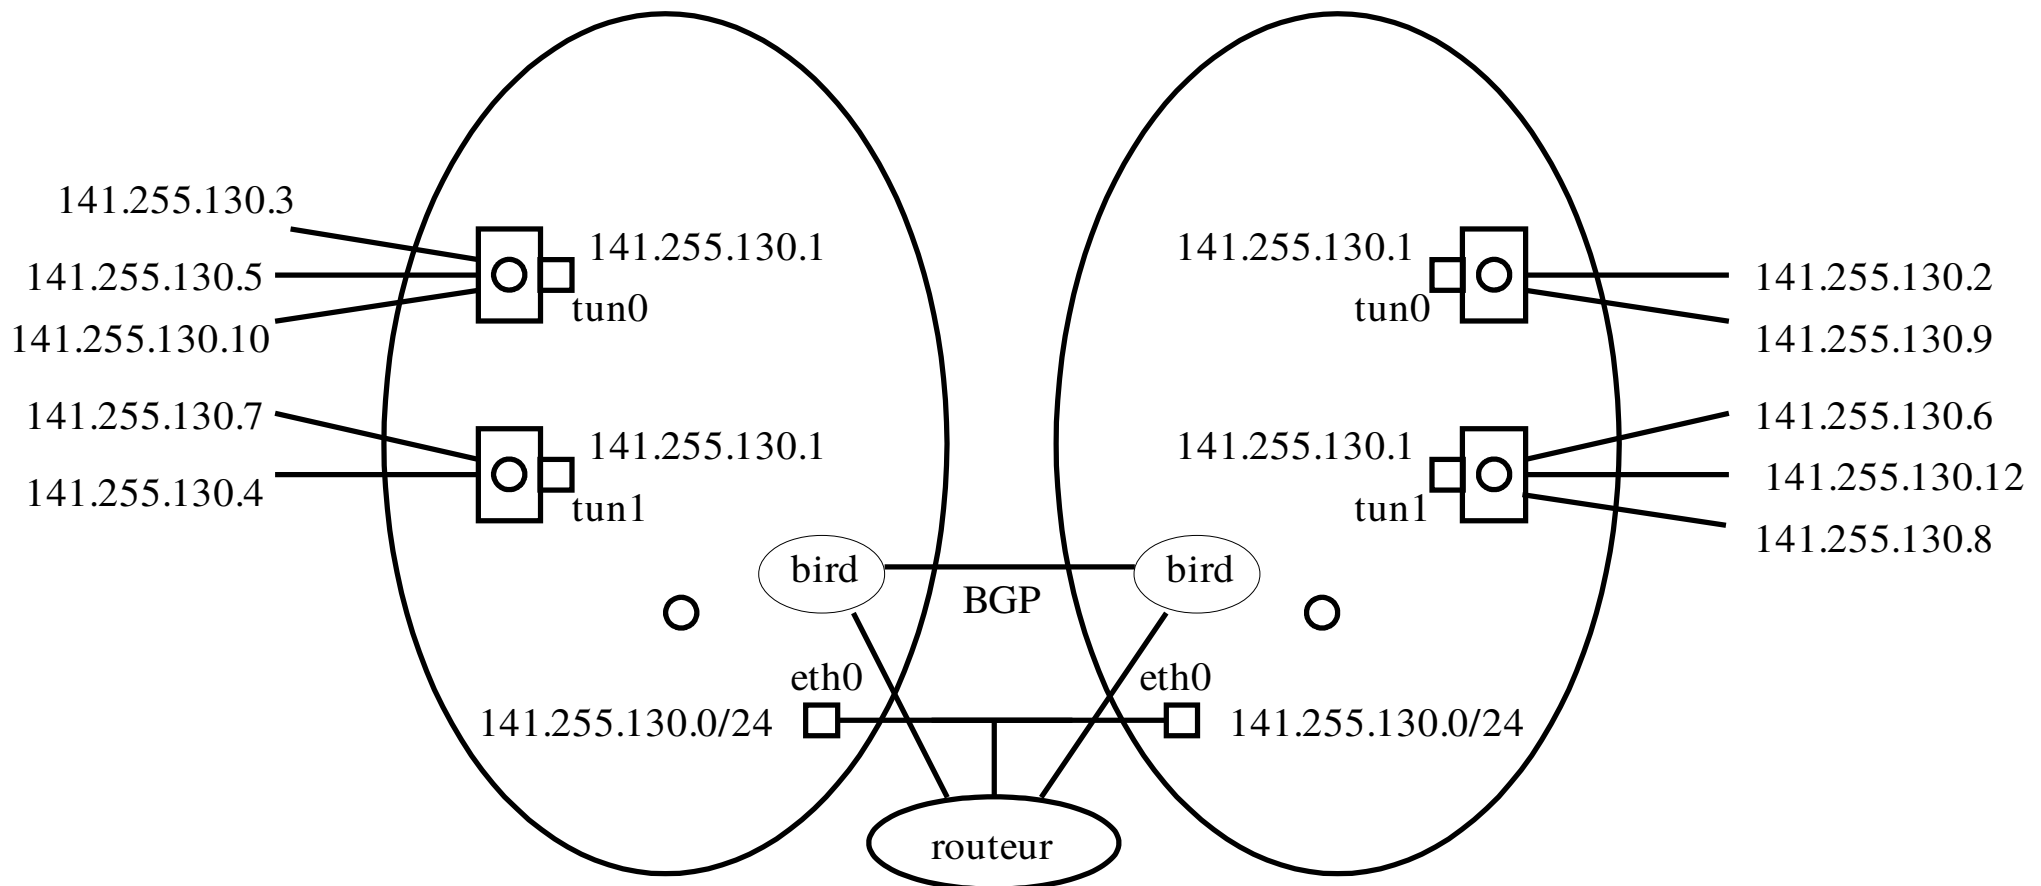 141.255.130.3
141.255.130.1
141.255.130.1
141.255.130.5
141.255.130.2
tun0
tun0
141.255.130.10
141.255.130.9
141.255.130.7
141.255.130.6
141.255.130.1
141.255.130.1
141.255.130.12
141.255.130.4
tun1
tun1
141.255.130.8
bird
bird
BGP
eth0
eth0
141.255.130.0/24
141.255.130.0/24
routeur